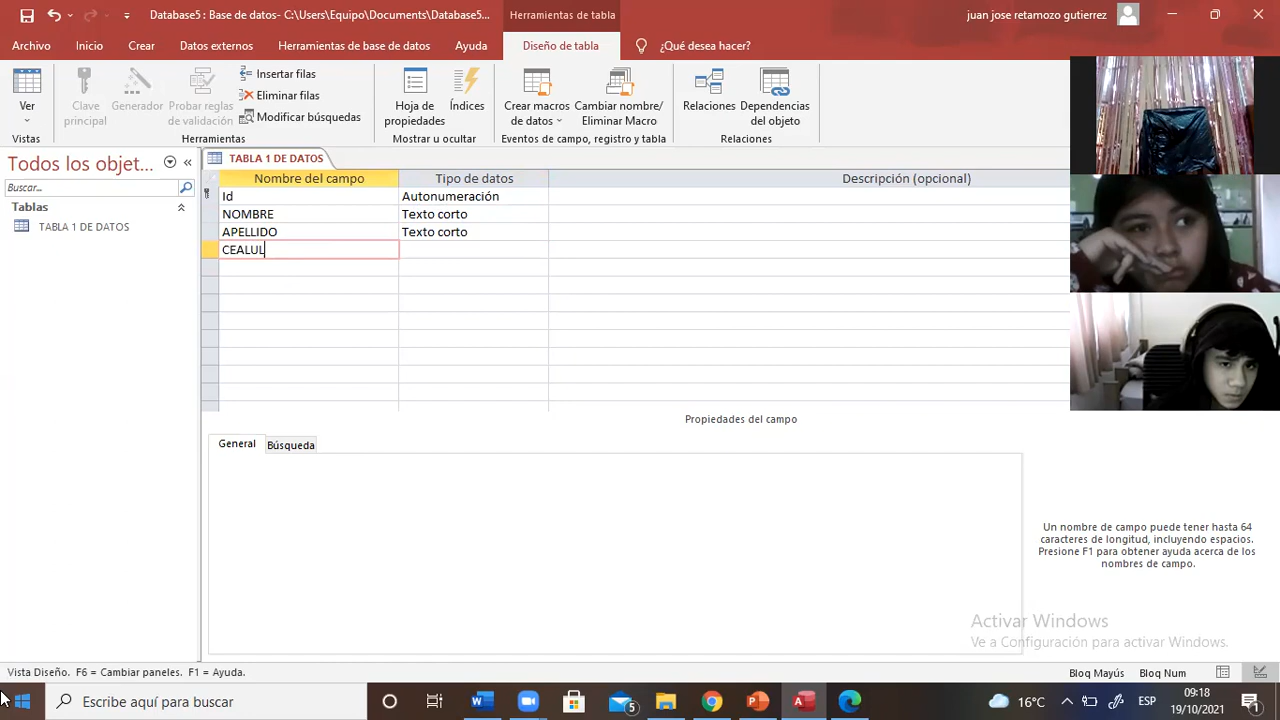 Database5 : Base de datos- C:\Users\Equipo\Documents\Database5...
Herramientas de tabla
juan jose retamozo gutierrez
Archivo
Inicio
Crear
Datos externos
Herramientas de base de datos
Ayuda
Diseño de tabla
¿Qué desea hacer?
Ver
Clave
principal
Generador
Probar reglas
de validación
Insertar filas
Eliminar filas
Modificar búsquedas
Hoja de
propiedades
Índices
Crear macros
de datos
Cambiar nombre/
Eliminar Macro
Relaciones
Dependencias
del objeto
Vistas
Herramientas
Mostrar u ocultar
Eventos de campo, registro y tabla
Relaciones
Todos los objet...
Buscar...
Tablas
TABLA 1 DE DATOS
TABLA 1 DE DATOS
Nombre del campo
Tipo de datos
Descripción (opcional)
Id
Autonumeración
NOMBRE
Texto corto
APELLIDO
Texto corto
CEALUL
Propiedades del campo
General
Búsqueda
Un nombre de campo puede tener hasta 64
caracteres de longitud, incluyendo espacios.
Presione F1 para obtener ayuda acerca de los
nombres de campo.
Activar Windows
Ve a Configuración para activar Windows.
Vista Diseño. F6 = Cambiar paneles. F1 = Ayuda.
Bloq Mayús
Bloq Num
Escribe aquí para buscar
5
16°C
ESP
09:18
19/10/2021
1